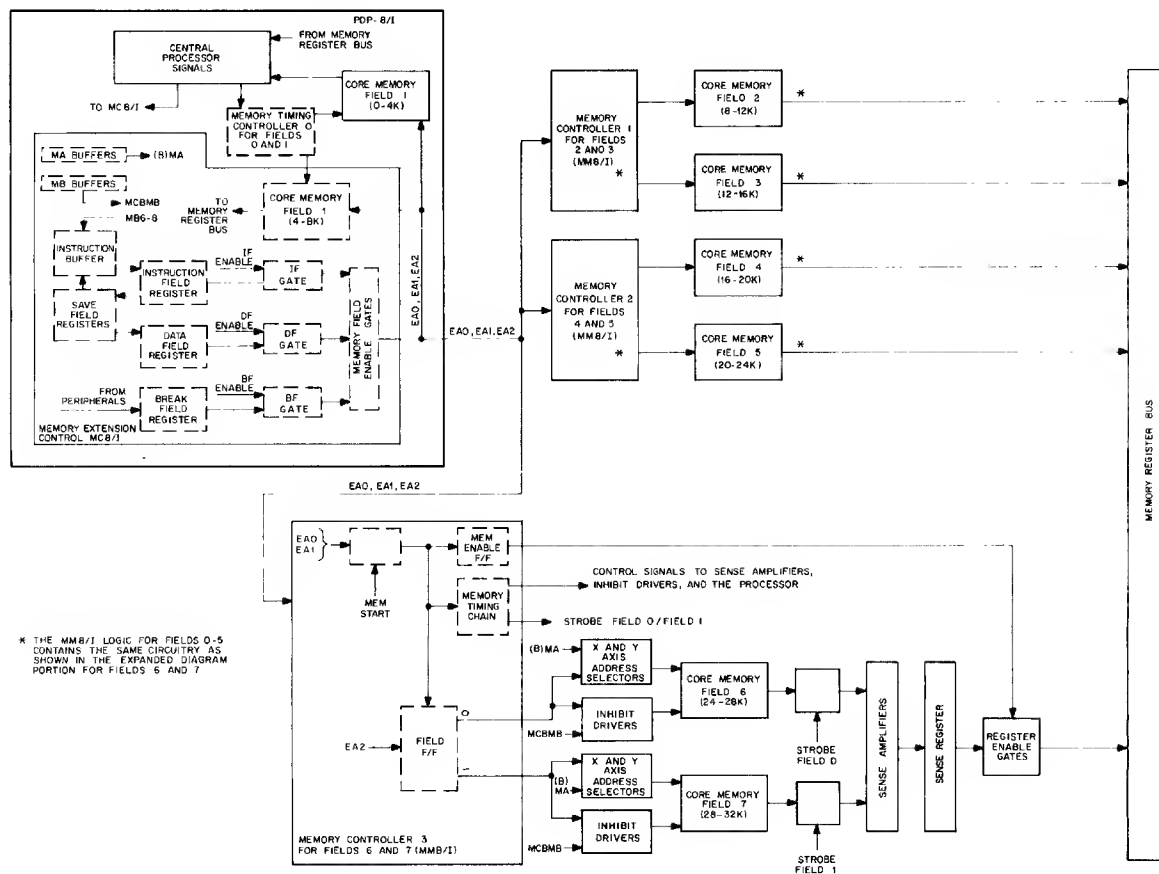 PDP-8/I
FROM MEMORY
REGISTER BUS
CENTRAL
PROCESSOR
SIGNALS
TO MC8/I
CORE MEMORY
FIELD 1
(0-4K)
MEMORY TIMING
CONTROLLER 0
FOR FIELDS
0 AND 1
MA BUFFERS
(B)MA
MB BUFFERS
MCBMB
MB6-8
TO
MEMORY
REGISTER
BUS
CORE MEMORY
FIELD 1
(4-8K)
INSTRUCTION
BUFFER
INSTRUCTION
FIELD
REGISTER
IF
ENABLE
IF
GATE
SAVE
FIELD
REGISTERS
DATA
FIELD
REGISTER
DF
ENABLE
DF
GATE
MEMORY FIELD
ENABLE GATES
EA0, EA1, EA2
FROM
PERIPHERALS
BREAK
FIELD
REGISTER
BF
ENABLE
BF
GATE
MEMORY EXTENSION
CONTROL MC8/I
EA0, EA1, EA2
MEMORY
CONTROLLER 1
FOR FIELDS
2 AND 3
(MM8/I)
*
CORE MEMORY
FIELD 2
(8-12K)
*
CORE MEMORY
FIELD 3
(12-16K)
*
MEMORY
CONTROLLER 2
FOR FIELDS
4 AND 5
(MM8/I)
*
CORE MEMORY
FIELD 4
(16-20K)
*
CORE MEMORY
FIELD 5
(20-24K)
*
MEMORY REGISTER BUS
EA0, EA1, EA2
EA0
EA1
MEM
START
MEM
ENABLE
F/F
MEMORY
TIMING
CHAIN
CONTROL SIGNALS TO SENSE AMPLIFIERS,
INHIBIT DRIVERS, AND THE PROCESSOR
STROBE FIELD 0/FIELD 1
* THE MM8/I LOGIC FOR FIELDS 0-5
CONTAINS THE SAME CIRCUITRY AS
SHOWN IN THE EXPANDED DIAGRAM
PORTION FOR FIELDS 6 AND 7
EA2
FIELD
F/F
0
(B)MA
X AND Y
AXIS
ADDRESS
SELECTORS
MCBMB
INHIBIT
DRIVERS
CORE MEMORY
FIELD 6
(24-28K)
STROBE
FIELD 0
(B)
MA
X AND Y
AXIS
ADDRESS
SELECTORS
MCBMB
INHIBIT
DRIVERS
CORE MEMORY
FIELD 7
(28-32K)
STROBE
FIELD 1
SENSE AMPLIFIERS
SENSE REGISTER
REGISTER
ENABLE
GATES
MEMORY CONTROLLER 3
FOR FIELDS 6 AND 7 (MM8/I)